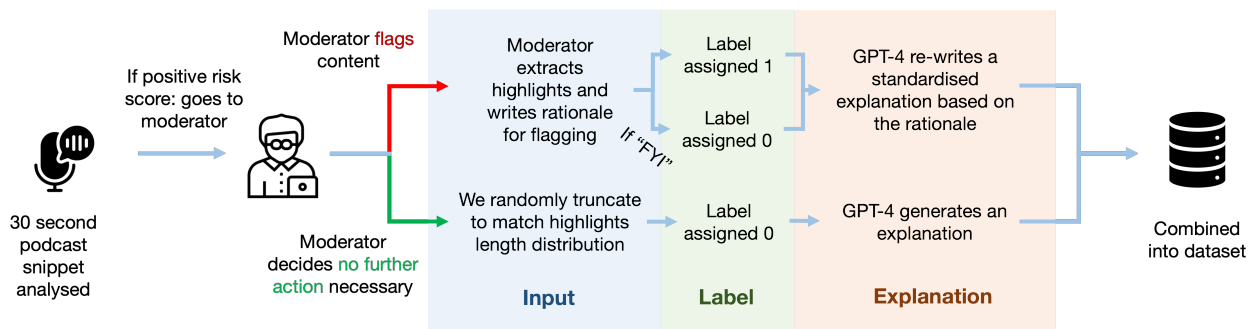 30 second
podcast
snippet
analysed
If positive risk
score: goes to
moderator
Moderator flags
content
Moderator
decides no further
action necessary
Moderator
extracts
highlights and
writes rationale
for flagging
If “FYI”
We randomly truncate
to match highlights
length distribution
Input
Label
assigned 1
Label
assigned 0
Label
assigned 0
Label
GPT-4 re-writes a
standardised
explanation based on
the rationale
GPT-4 generates an
explanation
Explanation
Combined
into dataset